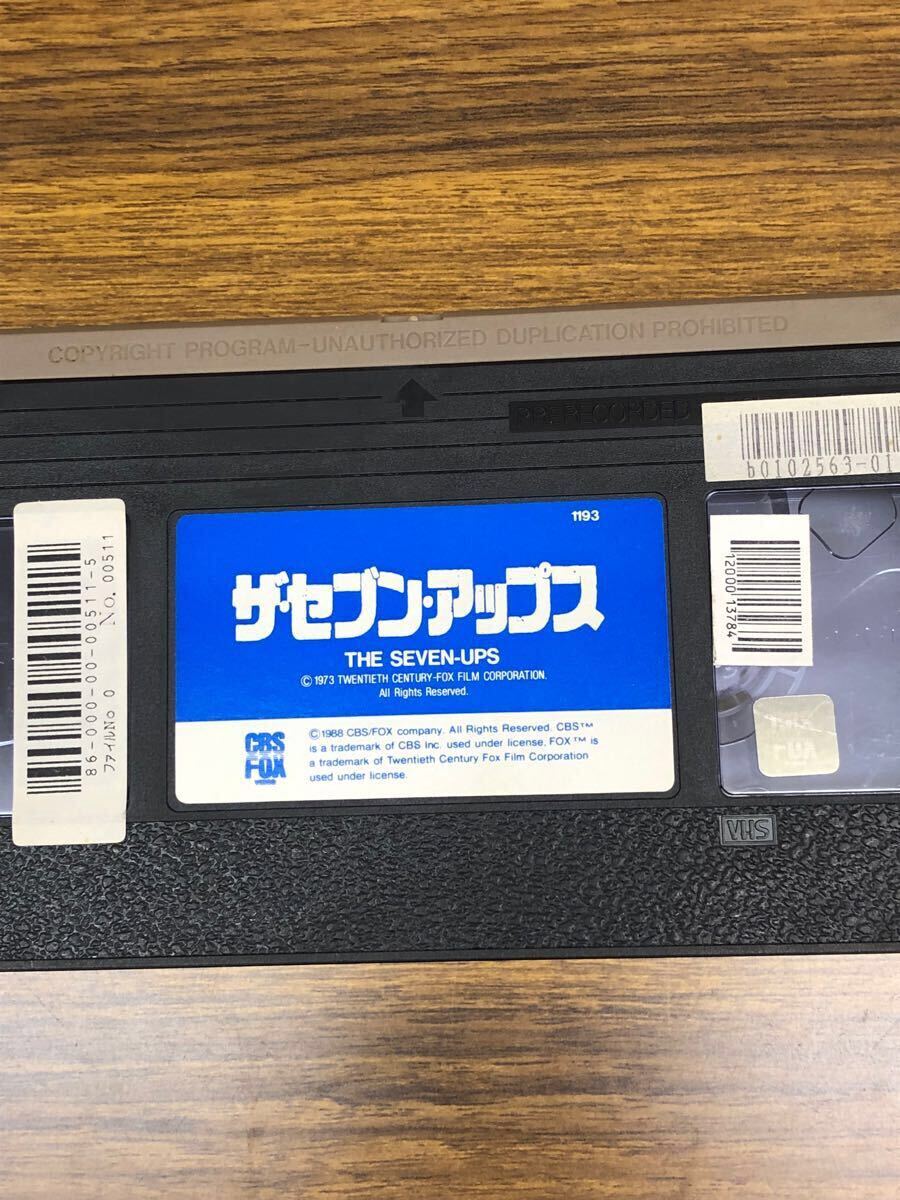 COPYRIGHT PROGRAM-UNAUTHORIZED DUPLICATION PROHIBITED
PRERECORDED
b0102563-01
86-000-00-00511-5
ファイルNo 0 No. 00511
1193
ザ・セブン・アップス
THE SEVEN-UPS
©1973 TWENTIETH CENTURY-FOX FILM CORPORATION.
All Rights Reserved.
CBS
FOX
VIDEO
©1988 CBS/FOX company. All Rights Reserved. CBS™
is a trademark of CBS Inc. used under license. FOX™ is
a trademark of Twentieth Century Fox Film Corporation
used under license.
12000 13784
VHS